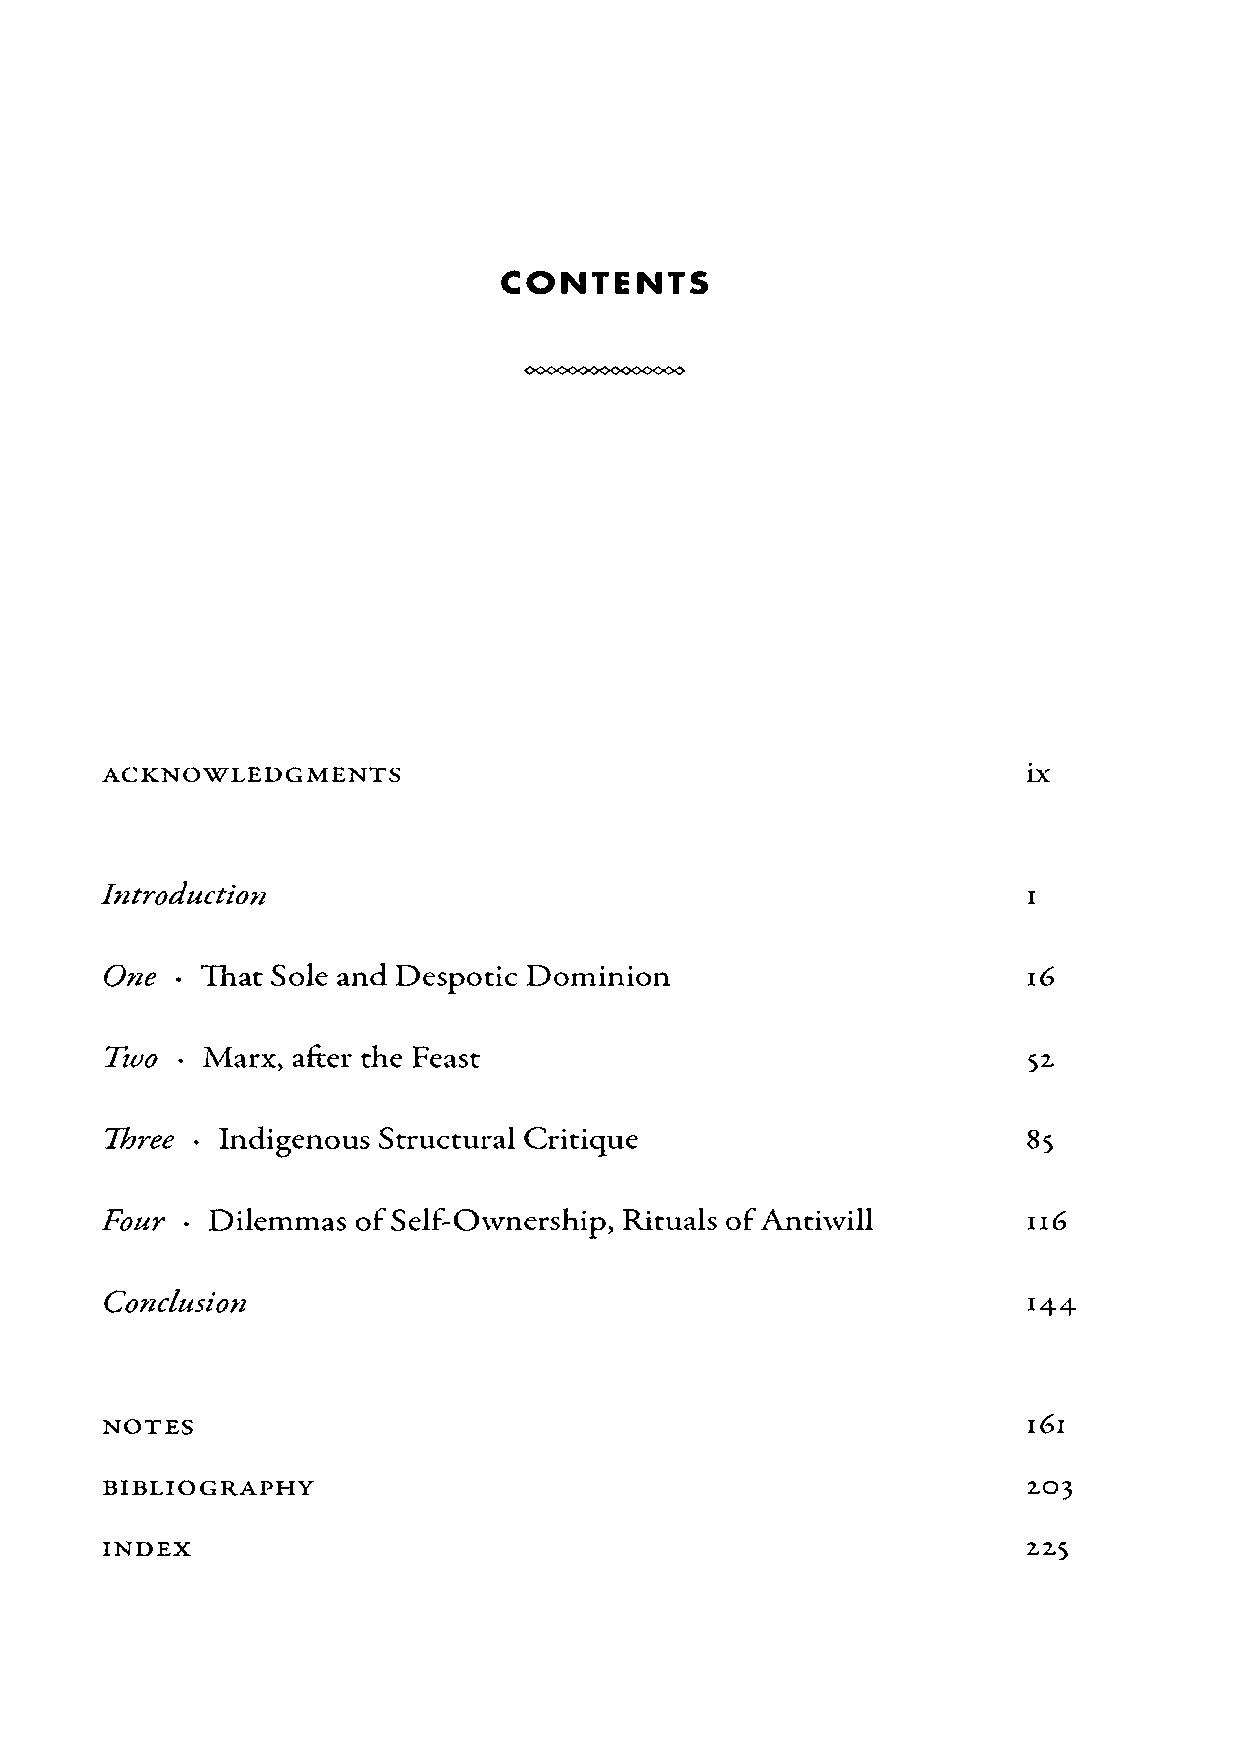 CONTENTS
ACKNOWLEDGMENTS ix
Introduction 1
One · That Sole and Despotic Dominion 16
Two · Marx, after the Feast 52
Three · Indigenous Structural Critique 85
Four · Dilemmas of Self-Ownership, Rituals of Antiwill 116
Conclusion 144
NOTES 161
BIBLIOGRAPHY 203
INDEX 225